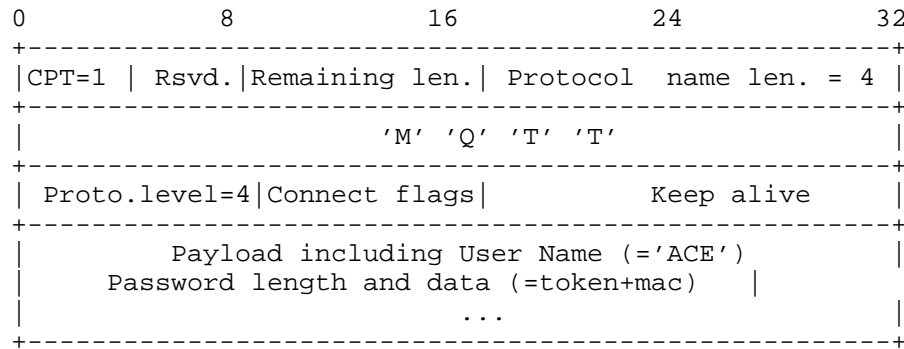 0 8 16 24 32
+------------------------------------------------------+
|CPT=1 | Rsvd.|Remaining len.| Protocol name len. = 4 |
+------------------------------------------------------+
| 'M' 'Q' 'T' 'T' |
+------------------------------------------------------+
| Proto.level=4|Connect flags| Keep alive |
+------------------------------------------------------+
| Payload including User Name (='ACE') |
| Password length and data (=token+mac) |
| ... |
+------------------------------------------------------+